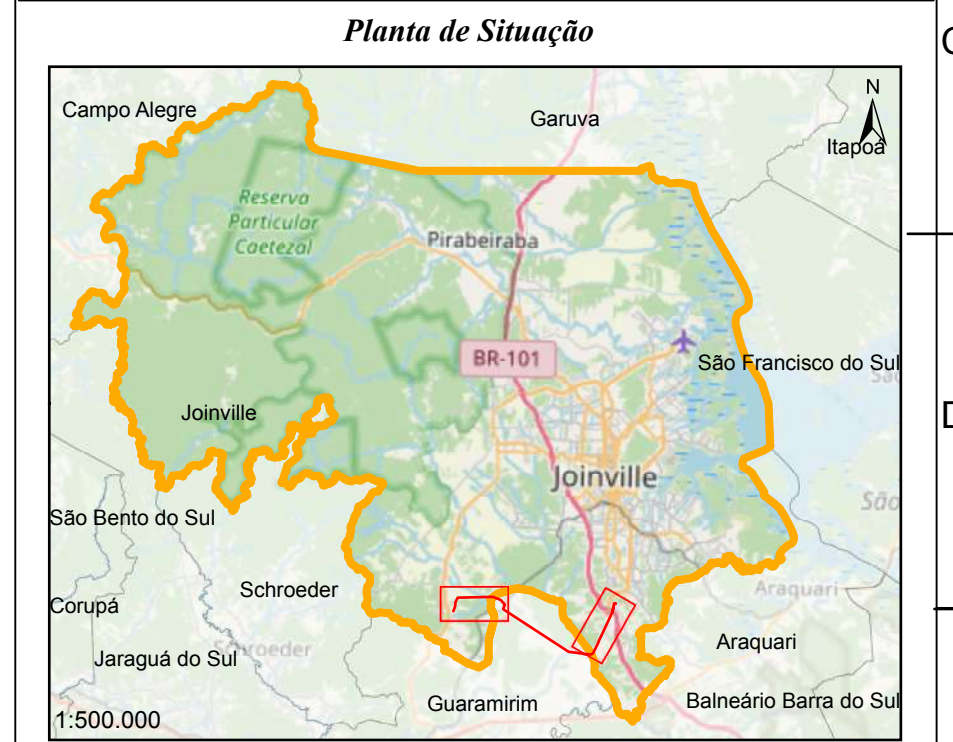 Planta de Situação
Campo Alegre
Garuva
N
Itapoá
Reserva
Particular
Caetezal
Pirabeiraba
BR-101
São Francisco do Sul
Joinville
Joinville
São Bento do Sul
São
Schroeder
Araquari
Corupá
Araquari
Jaraguá do Sul
Schroeder
Guaramirim
Balneário Barra do Sul
1:500.000